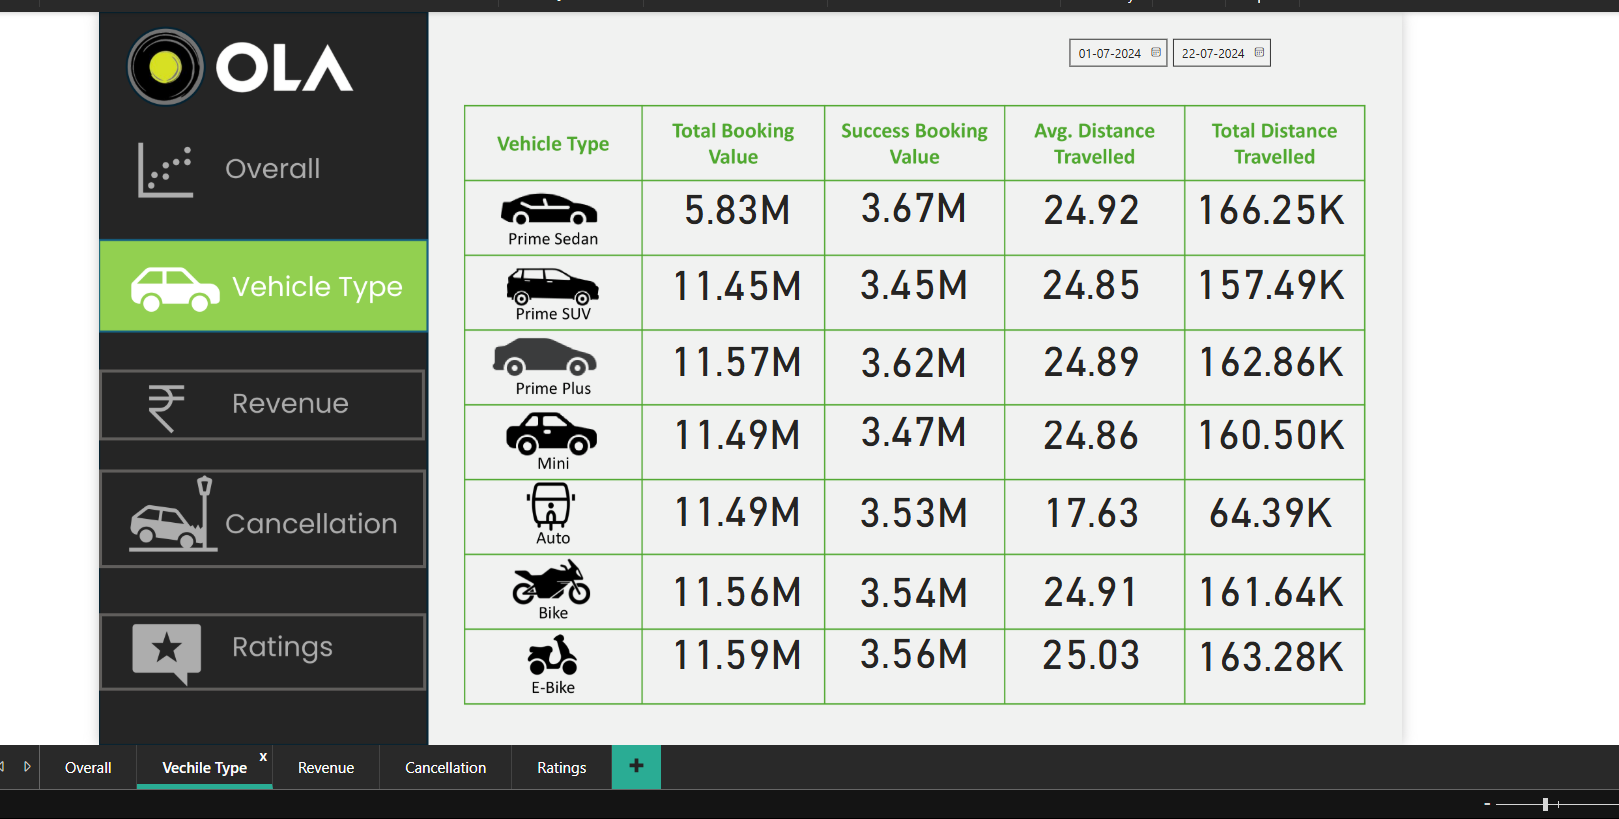 OLA
01-07-2024 22-07-2024
Overall
Vehicle Type
Revenue
Cancellation
Ratings
Vehicle Type Total Booking Value Success Booking Value Avg. Distance Travelled Total Distance Travelled
Prime Sedan 5.83M 3.67M 24.92 166.25K
Prime SUV 11.45M 3.45M 24.85 157.49K
Prime Plus 11.57M 3.62M 24.89 162.86K
Mini 11.49M 3.47M 24.86 160.50K
Auto 11.49M 3.53M 17.63 64.39K
Bike 11.56M 3.54M 24.91 161.64K
E-Bike 11.59M 3.56M 25.03 163.28K
Overall Vechile Type x Revenue Cancellation Ratings +